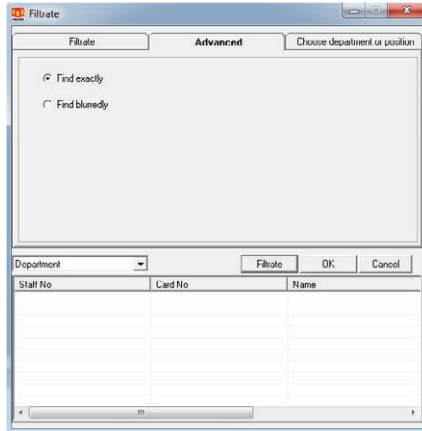 Filtrate
Filtrate Advanced Choose department or position
Find exactly
Find blurredly
Department Filtrate OK Cancel
Staff No Card No Name